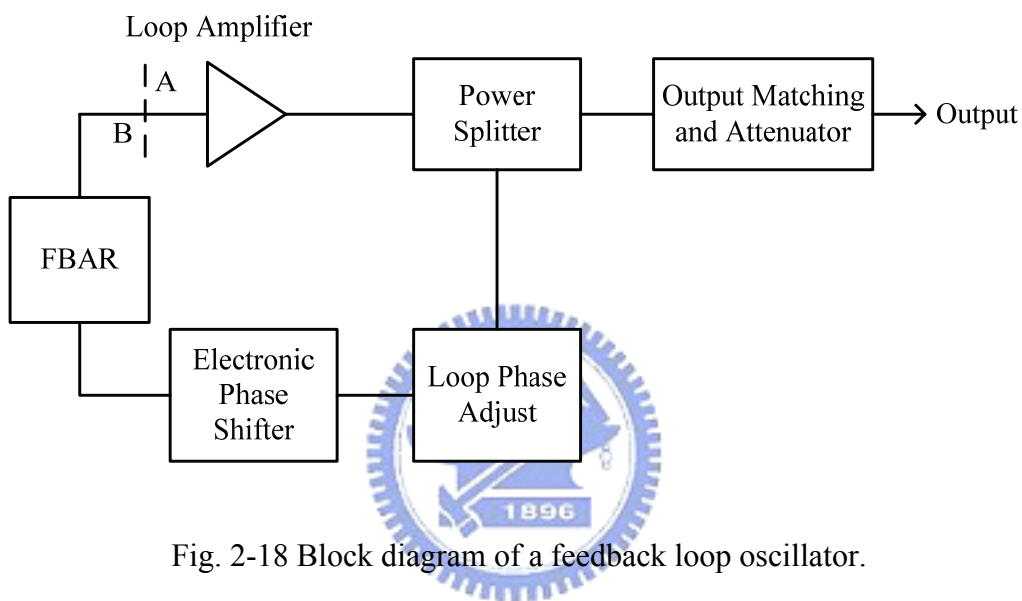 Loop Amplifier
A
B
Power
Splitter
Output Matching
and Attenuator
Output
FBAR
Electronic
Phase
Shifter
Loop Phase
Adjust
1896
Fig. 2-18 Block diagram of a feedback loop oscillator.